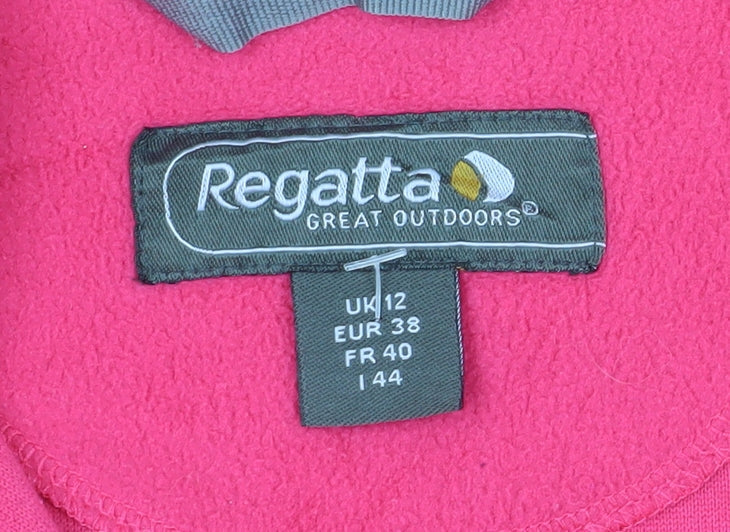 Regatta
GREAT OUTDOORS®
UK 12
EUR 38
FR 40
I 44